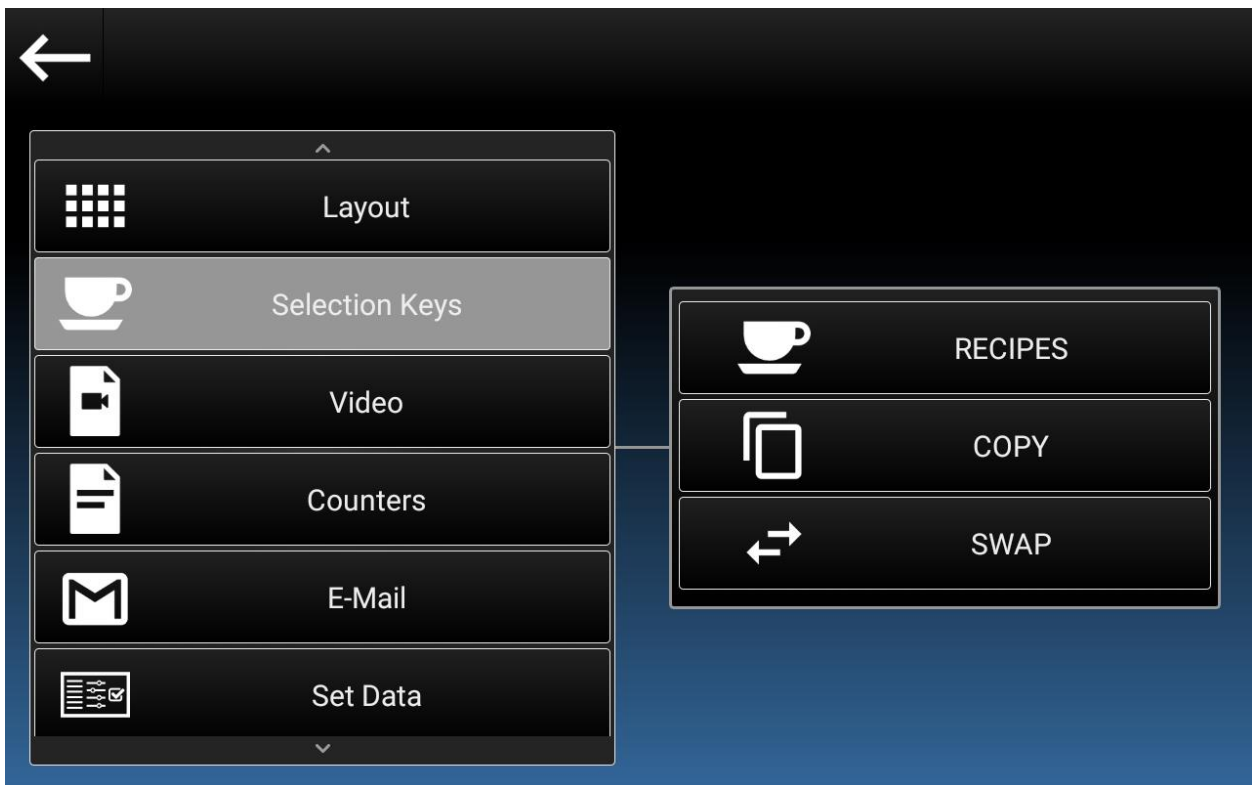 Layout
Selection Keys
Video
Counters
E-Mail
Set Data
RECIPES
COPY
SWAP